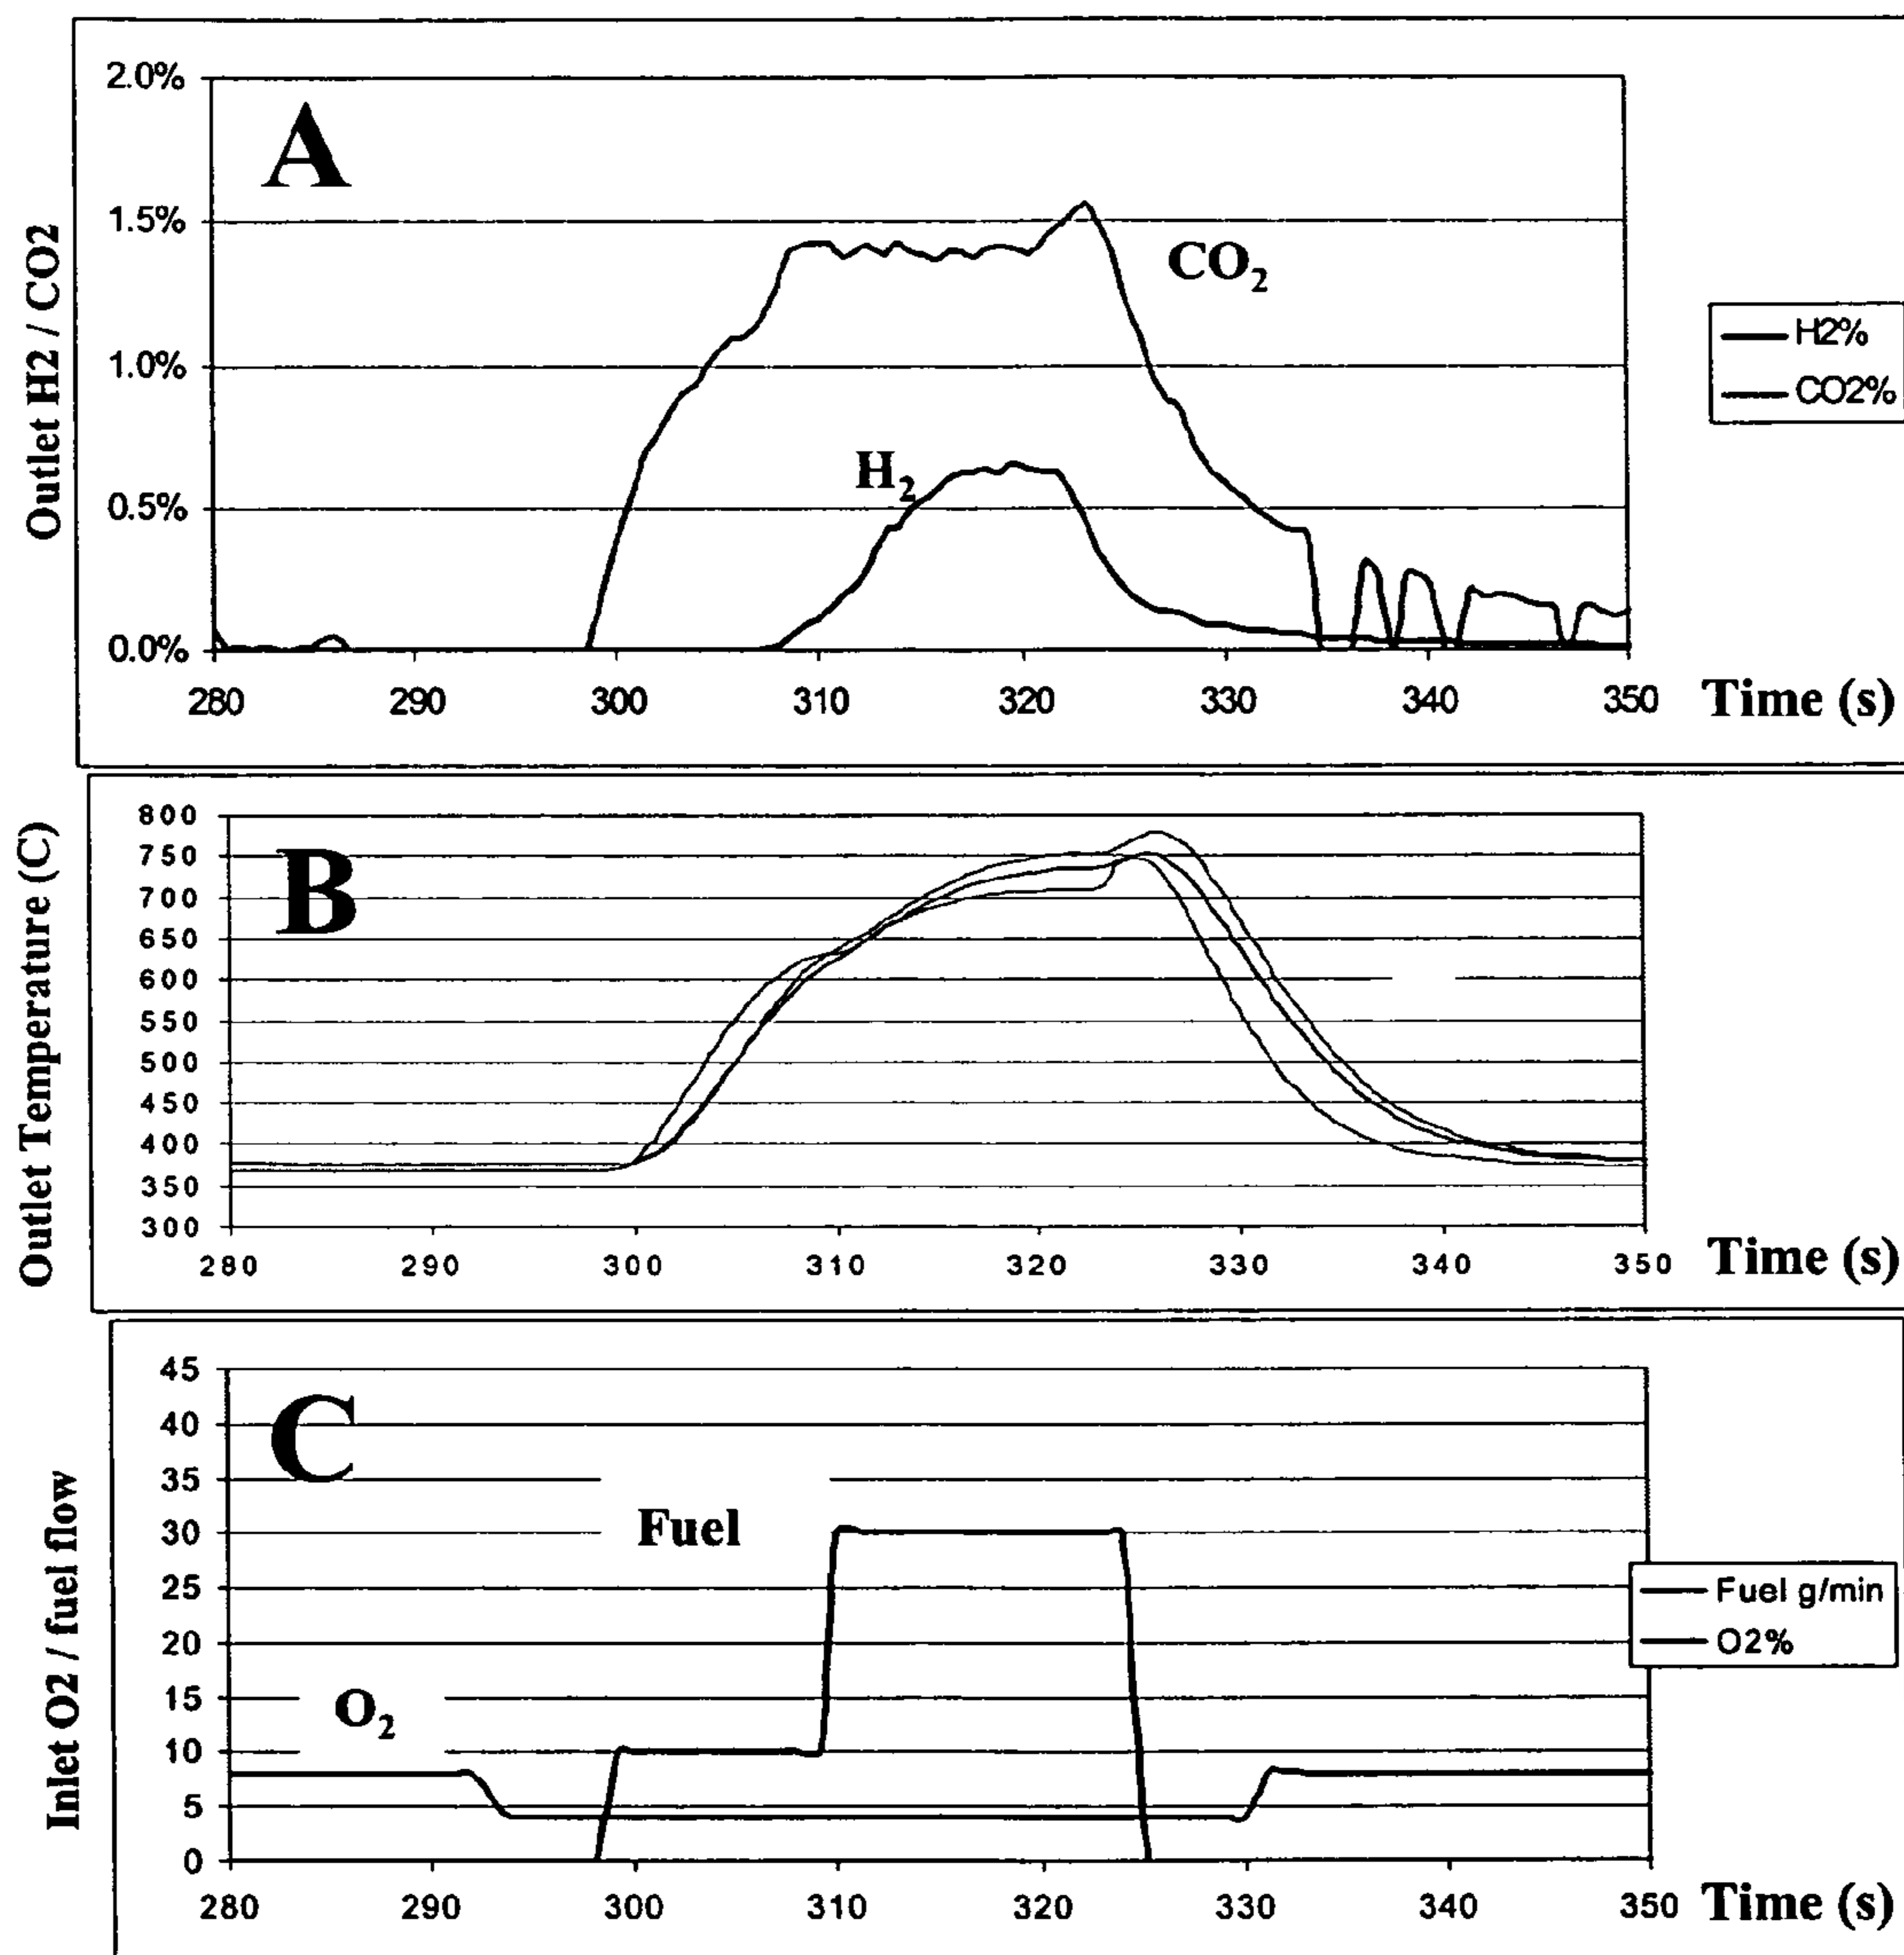 A
Outlet H2 / CO2
2.0%
1.5%
1.0%
0.5%
0.0%
CO2
H2
H2%
CO2%
280 290 300 310 320 330 340 350 Time (s)
B
Outlet Temperature (C)
800
750
700
650
600
550
500
450
400
350
300
280 290 300 310 320 330 340 350 Time (s)
C
Inlet O2 / fuel flow
45
40
35
30
25
20
15
10
5
0
Fuel
O2
Fuel g/min
O2%
280 290 300 310 320 330 340 350 Time (s)